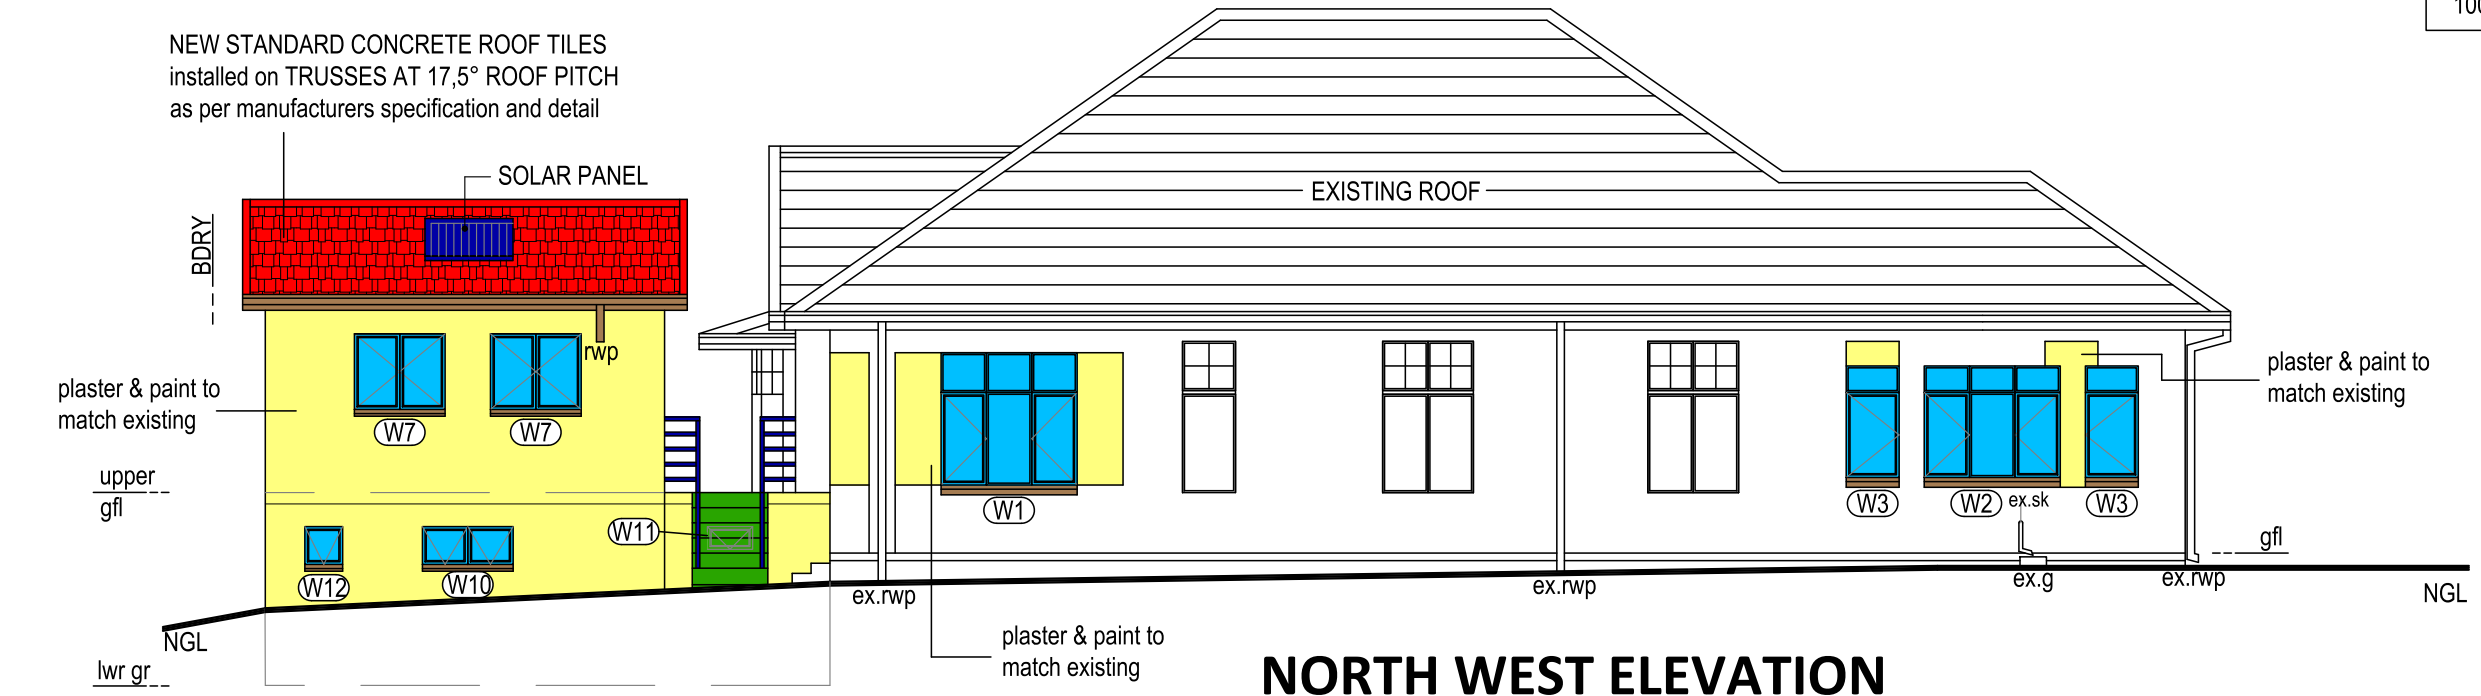 100
NEW STANDARD CONCRETE ROOF TILES
installed on TRUSSES AT 17,5° ROOF PITCH
as per manufacturers specification and detail
SOLAR PANEL
EXISTING ROOF
BDRY
rwp
plaster & paint to
match existing
W7
W7
plaster & paint to
match existing
upper
gfl
W1
W3
W2
ex.sk
W3
W11
gfl
W12
W10
ex.rwp
ex.rwp
ex.g
ex.rwp
NGL
NGL
plaster & paint to
match existing
lwr gr
NORTH WEST ELEVATION